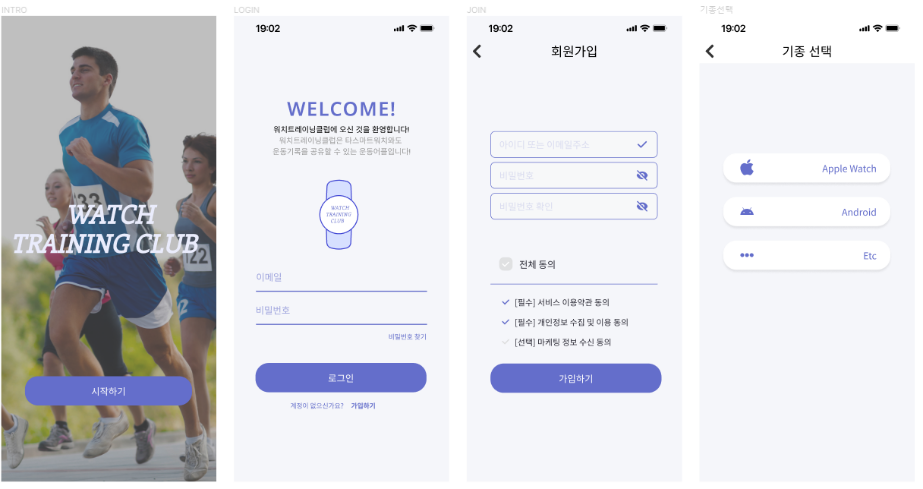 INTRO
WATCH
TRAINING CLUB
시작하기
LOGIN
19:02
WELCOME!
워치트레이닝클럽에 오신 것을 환영합니다!
워치트레이닝클럽은 타스마트워치와도
운동기록을 공유할 수 있는 운동어플입니다!
WATCH
TRAINING
CLUB
이메일
비밀번호
비밀번호 찾기
로그인
계정이 없으신가요? 가입하기
JOIN
19:02
회원가입
아이디 또는 이메일주소
비밀번호
비밀번호 확인
전체 동의
[필수] 서비스 이용약관 동의
[필수] 개인정보 수집 및 이용 동의
[선택] 마케팅 정보 수신 동의
가입하기
기종선택
19:02
기종 선택
Apple Watch
Android
Etc